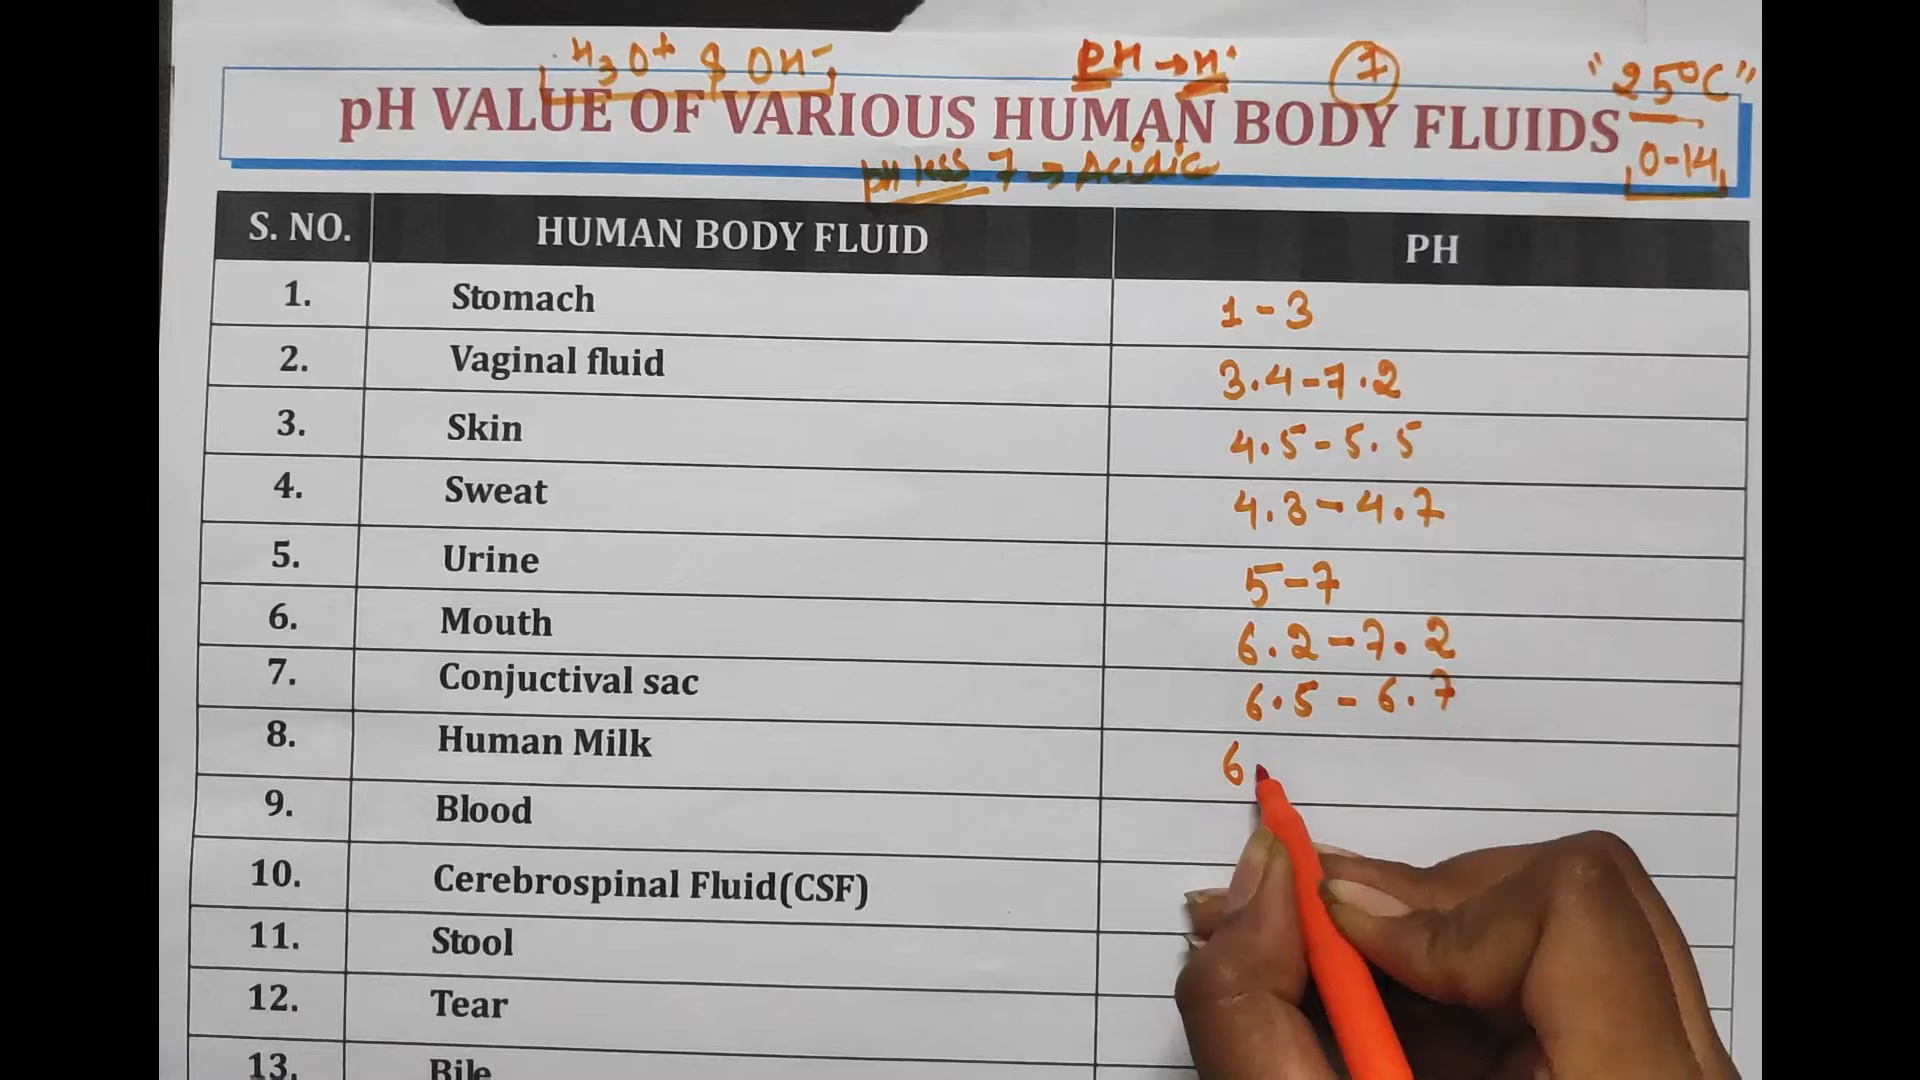 H3O+ & OH- pH → H+ 7 "25°C"
pH VALUE OF VARIOUS HUMAN BODY FLUIDS
pH less 7 → Acidic 0-14
S. NO. HUMAN BODY FLUID PH
1. Stomach 1-3
2. Vaginal fluid 3.4-7.2
3. Skin 4.5-5.5
4. Sweat 4.3-4.7
5. Urine 5-7
6. Mouth 6.2-7.2
7. Conjuctival sac 6.5-6.7
8. Human Milk 6
9. Blood
10. Cerebrospinal Fluid(CSF)
11. Stool
12. Tear
13. Bile